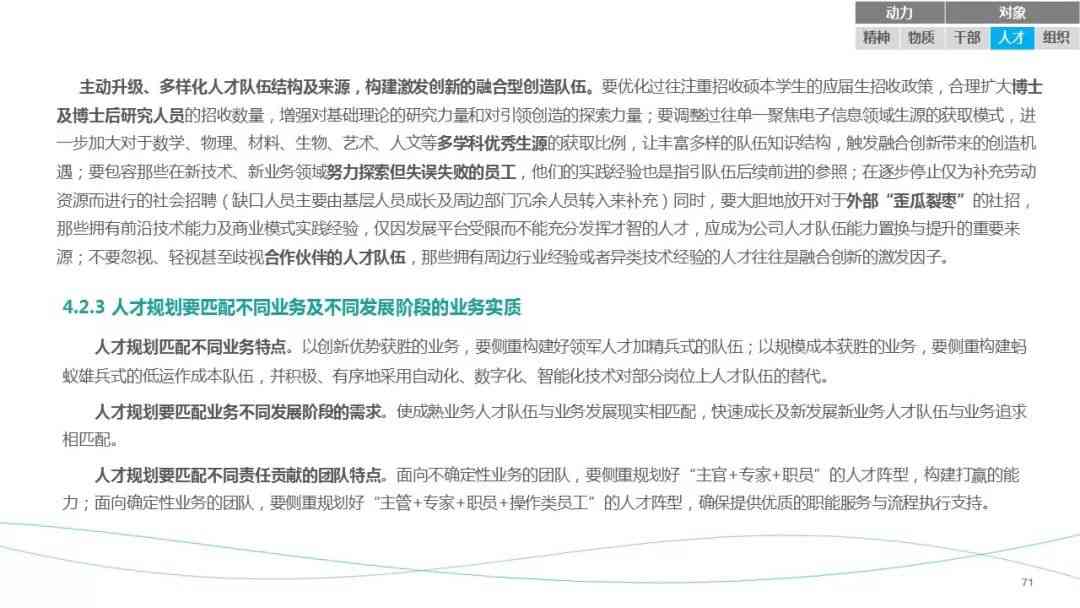 动力 对象
精神 物质 干部 人才 组织
主动升级、多样化人才队伍结构及来源，构建激发创新的融合型创造队伍。要优化过往注重招收硕本学生的应届生招收政策，合理扩大博士
及博士后研究人员的招收数量，增强对基础理论的研究力量和对引领创造的探索力量；要调整过往单一聚焦电子信息领域生源的获取模式，进
一步加大对于数学、物理、材料、生物、艺术、人文等多学科优秀生源的获取比例，让丰富多样的队伍知识结构，触发融合创新带来的创造机
遇；要包容那些在新技术、新业务领域努力探索但失误失败的员工，他们的实践经验也是指引队伍后续前进的参照；在逐步停止仅为补充劳动
资源而进行的社会招聘（缺口人员主要由基层人员成长及周边部门冗余人员转入来补充）同时，要大胆地放开对于外部“歪瓜裂枣”的社招，
那些拥有前沿技术能力及商业模式实践经验，仅因发展平台受限而不能充分发挥才智的人才，应成为公司人才队伍能力置换与提升的重要来
源；不要忽视、轻视甚至歧视合作伙伴的人才队伍，那些拥有周边行业经验或者异类技术经验的人才往往是融合创新的激发因子。
4.2.3 人才规划要匹配不同业务及不同发展阶段的业务实质
人才规划匹配不同业务特点。以创新优势获胜的业务，要侧重构建好领军人才加精兵式的队伍；以规模成本获胜的业务，要侧重构建蚂
蚁雄兵式的低运作成本队伍，并积极、有序地采用自动化、数字化、智能化技术对部分岗位上人才队伍的替代。
人才规划要匹配业务不同发展阶段的需求。使成熟业务人才队伍与业务发展现实相匹配，快速成长及新发展新业务人才队伍与业务追求
相匹配。
人才规划要匹配不同责任贡献的团队特点。面向不确定性业务的团队，要侧重规划好“主官+专家+职员”的人才阵型，构建打赢的能
力；面向确定性业务的团队，要侧重规划好“主管+专家+职员+操作类员工”的人才阵型，确保提供优质的职能服务与流程执行支持。
71